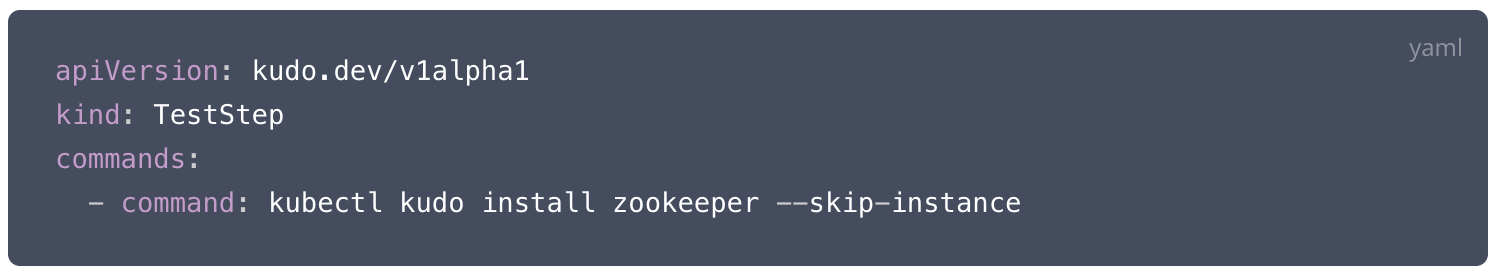 yaml
apiVersion: kudo.dev/v1alpha1
kind: TestStep
commands:
  - command: kubectl kudo install zookeeper --skip-instance